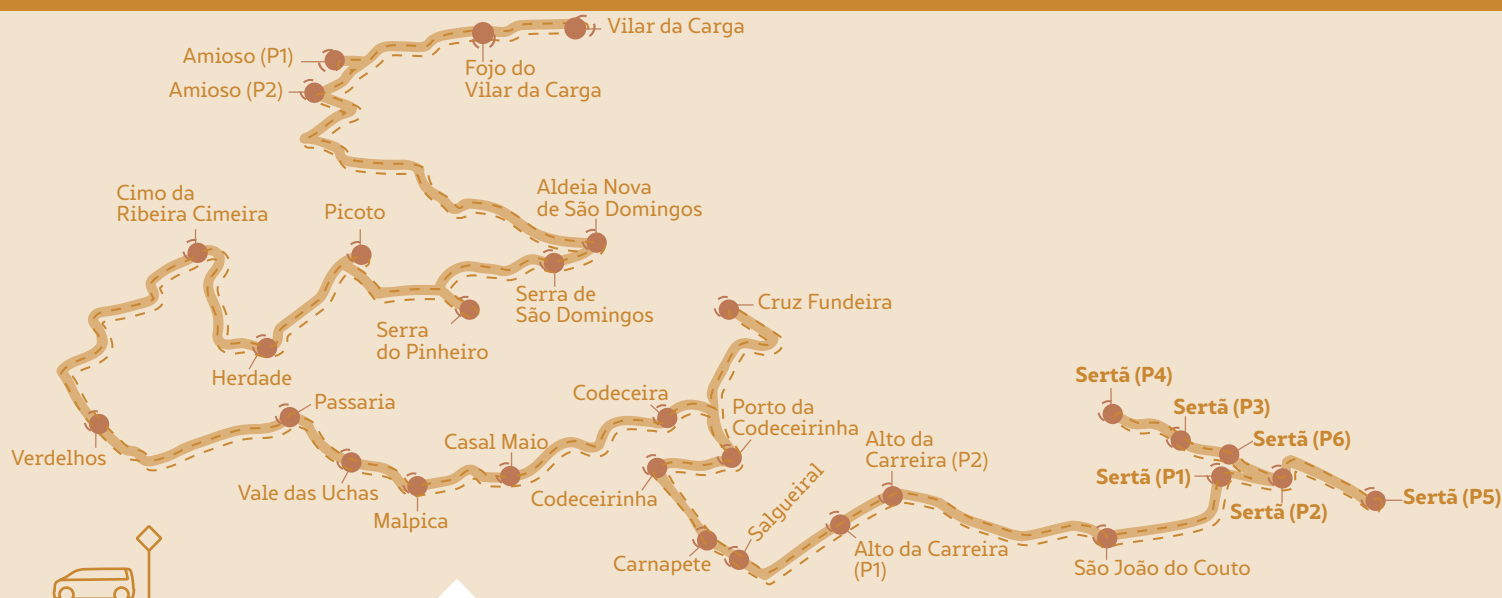 Vilar da Carga
Amioso (P1)
Fojo do
Vilar da Carga
Amioso (P2)
Cimo da
Ribeira Cimeira
Picoto
Aldeia Nova
de São Domingos
Serra de
São Domingos
Cruz Fundeira
Serra
do Pinheiro
Herdade
Sertã (P4)
Codeceira
Passaria
Porto da
Codeceirinha
Sertã (P3)
Verdelhos
Casal Maio
Alto da
Carreira (P2)
Sertã (P6)
Sertã (P1)
Vale das Uchas
Codeceirinha
Salgueiral
Sertã (P2)
Sertã (P5)
Malpica
Carnapete
Alto da Carreira
(P1)
São João do Couto